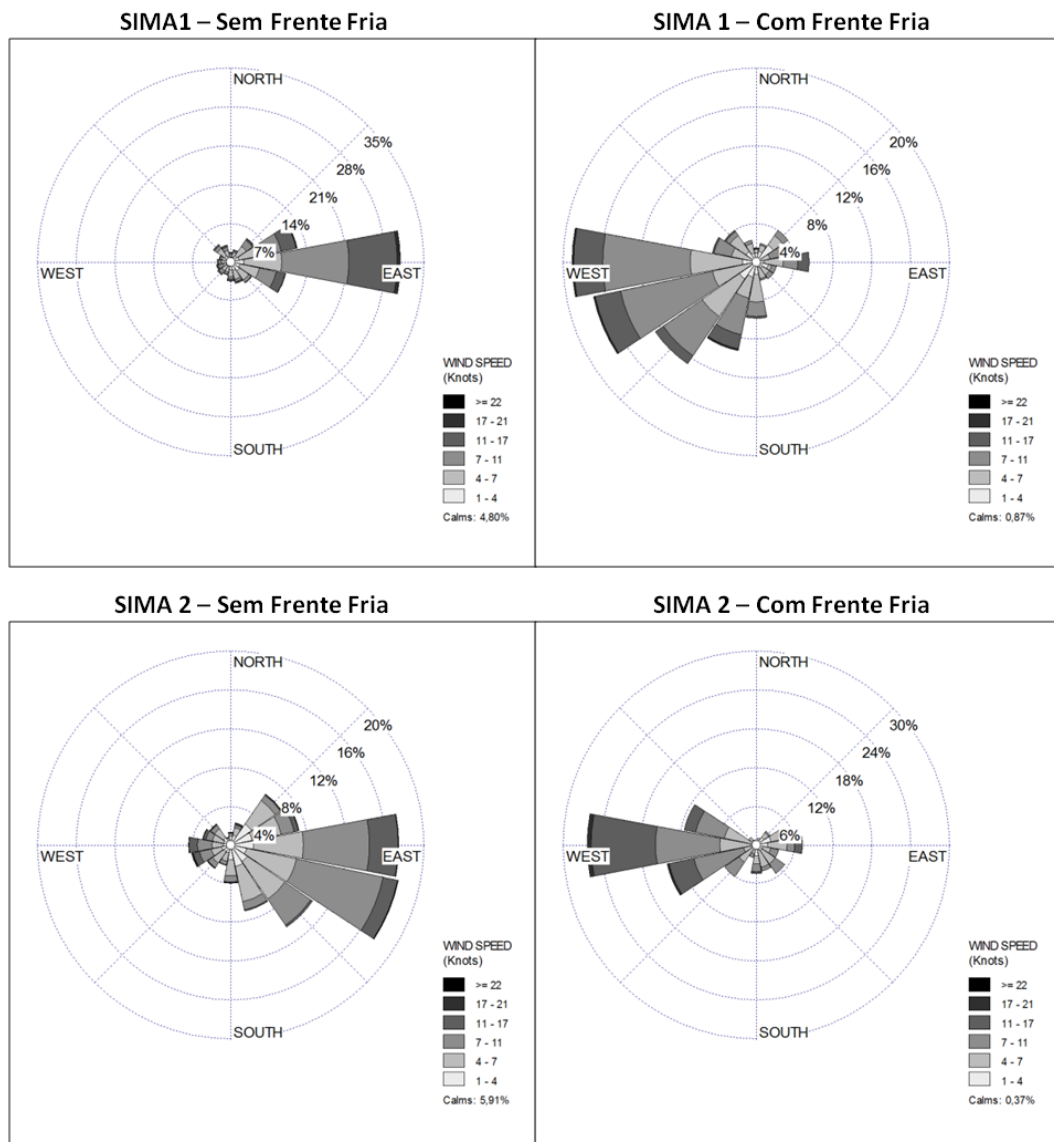 SIMA1 – Sem Frente Fria
NORTH
35%
28%
21%
14%
7%
WEST
EAST
SOUTH
WIND SPEED
(Knots)
>= 22
17 - 21
11 - 17
7 - 11
4 - 7
1 - 4
Calms: 4,80%
SIMA 1 – Com Frente Fria
NORTH
20%
16%
12%
8%
4%
WEST
EAST
SOUTH
WIND SPEED
(Knots)
>= 22
17 - 21
11 - 17
7 - 11
4 - 7
1 - 4
Calms: 0,87%
SIMA 2 – Sem Frente Fria
NORTH
20%
16%
12%
8%
4%
WEST
EAST
SOUTH
WIND SPEED
(Knots)
>= 22
17 - 21
11 - 17
7 - 11
4 - 7
1 - 4
Calms: 5,91%
SIMA 2 – Com Frente Fria
NORTH
30%
24%
18%
12%
6%
WEST
EAST
SOUTH
WIND SPEED
(Knots)
>= 22
17 - 21
11 - 17
7 - 11
4 - 7
1 - 4
Calms: 0,37%